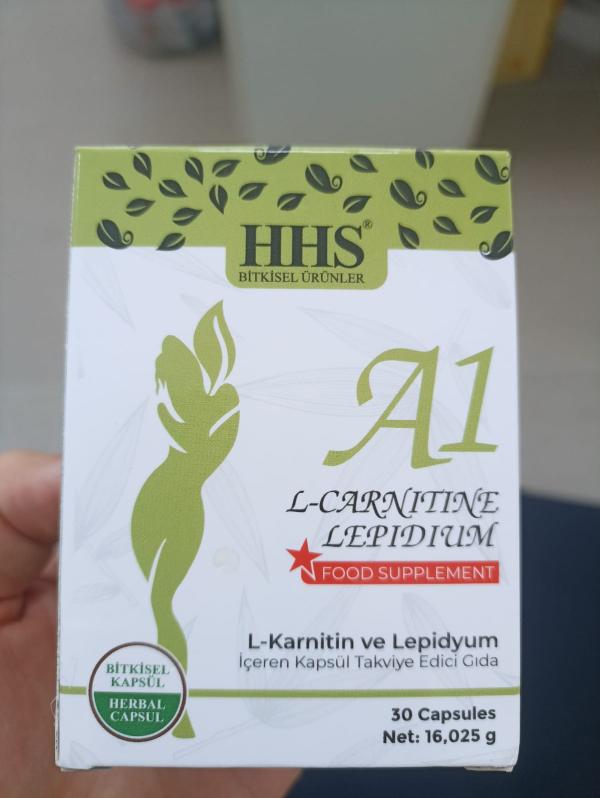 HHS®
BİTKİSEL ÜRÜNLER
A1
L-CARNITINE
LEPIDIUM
FOOD SUPPLEMENT
L-Karnitin ve Lepidyum
İçeren Kapsül Takviye Edici Gıda
BİTKİSEL
KAPSÜL
HERBAL
CAPSUL
30 Capsules
Net: 16,025 g